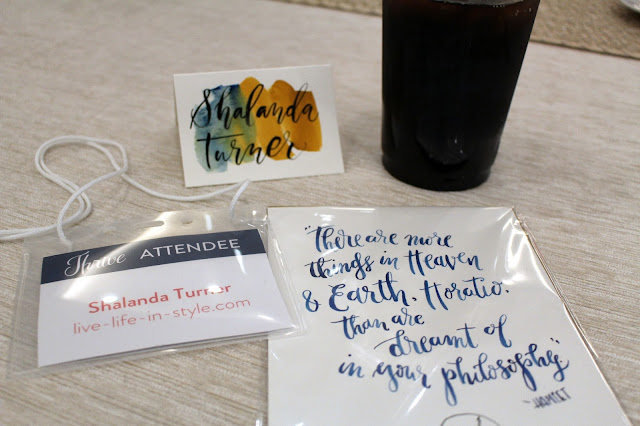 Shalanda
Turner
Thrive ATTENDEE
Shalanda Turner
live-life-in-style.com
"There are more
things in Heaven
& Earth, Horatio,
than are
dreamt of
in your philosophy."
-HAMLET